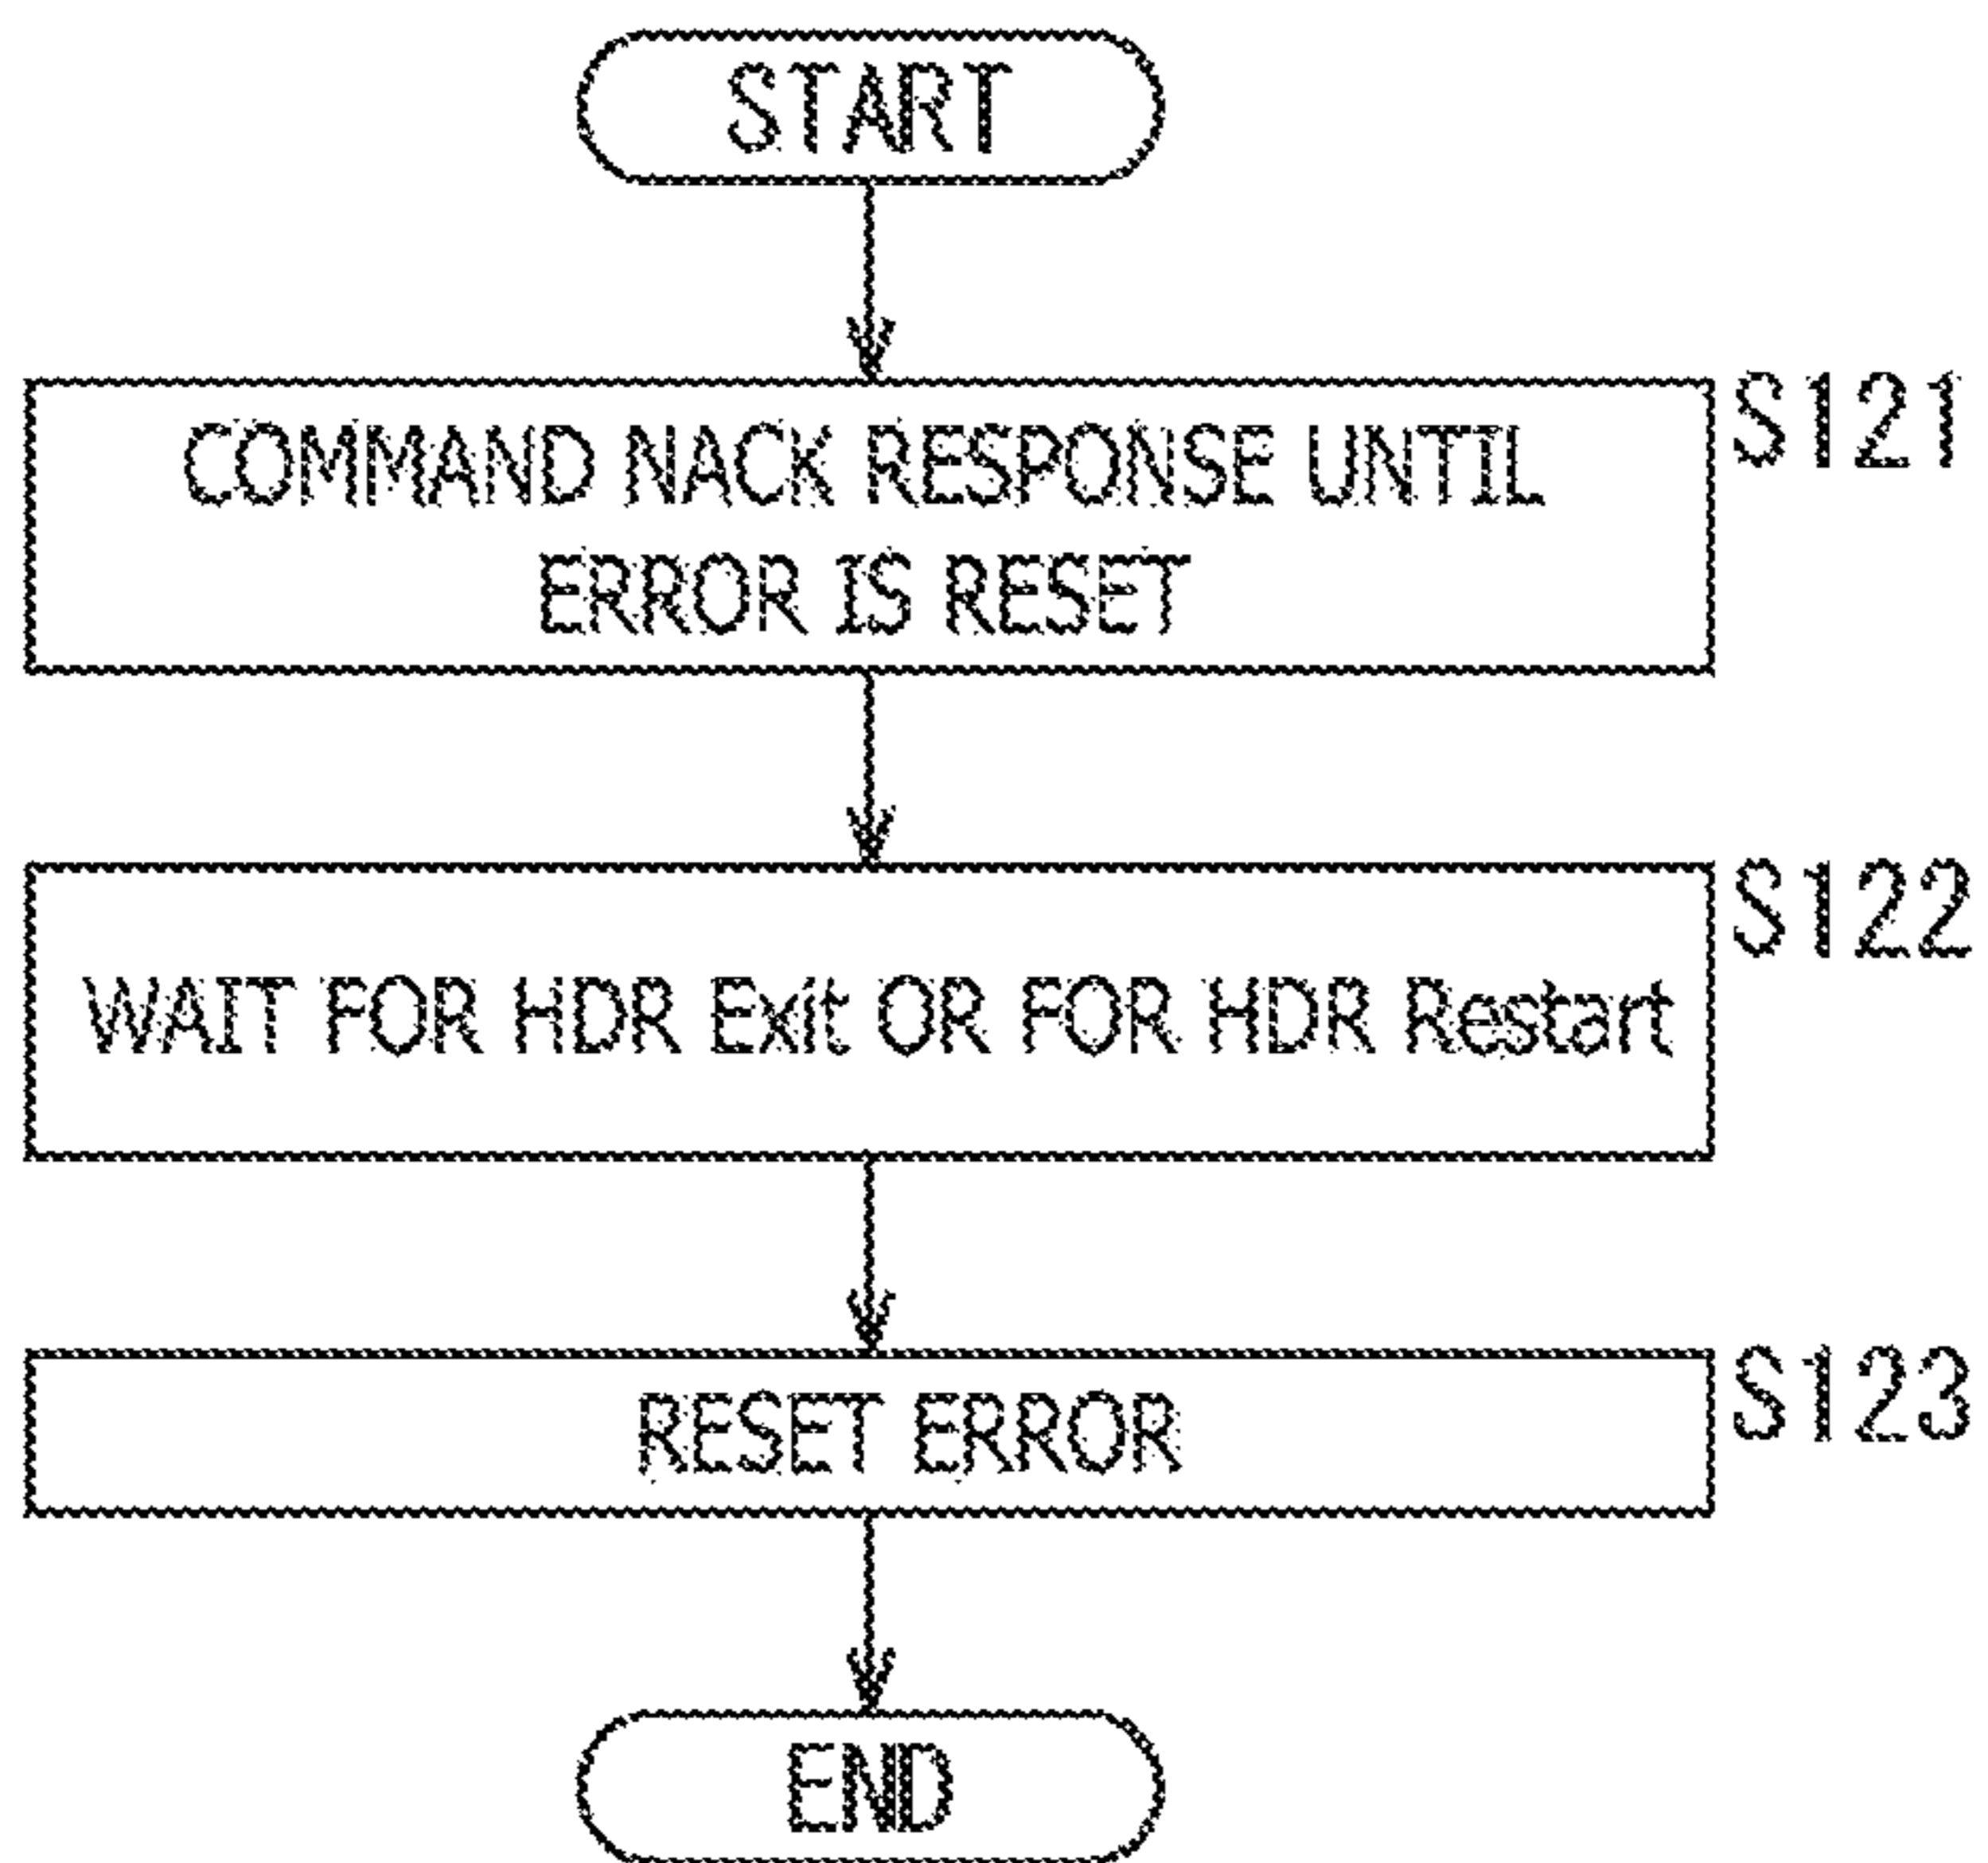 START
S121
COMMAND NACK RESPONSE UNTIL
ERROR IS RESET
S122
WAIT FOR HDR Exit OR FOR HDR Restart
S123
RESET ERROR
END